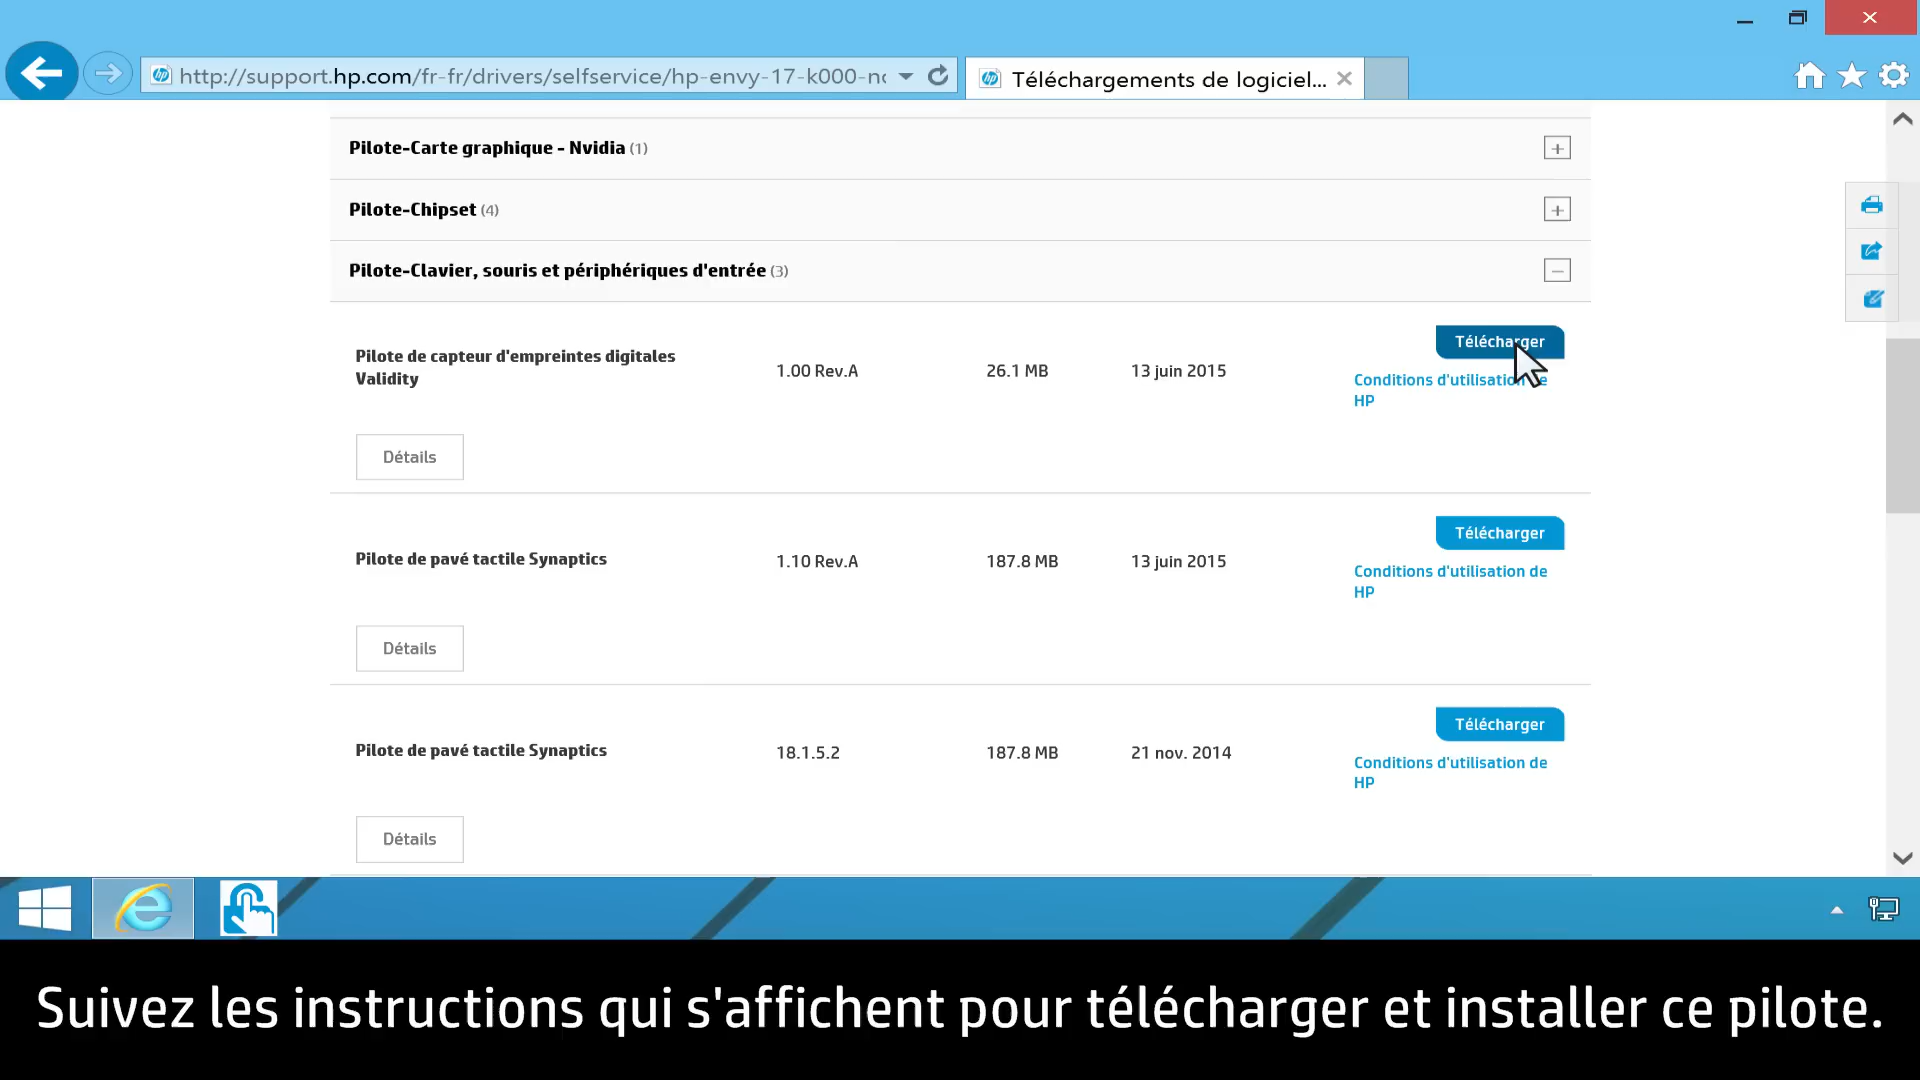 http://support.hp.com/fr-fr/drivers/selfservice/hp-envy-17-k000-no
Téléchargements de logiciel...
Pilote-Carte graphique - Nvidia (1)
Pilote-Chipset (4)
Pilote-Clavier, souris et périphériques d'entrée (3)
Pilote de capteur d'empreintes digitales
Validity
1.00 Rev.A
26.1 MB
13 juin 2015
Télécharger
Conditions d'utilisation de
HP
Détails
Pilote de pavé tactile Synaptics
1.10 Rev.A
187.8 MB
13 juin 2015
Télécharger
Conditions d'utilisation de
HP
Détails
Pilote de pavé tactile Synaptics
18.1.5.2
187.8 MB
21 nov. 2014
Télécharger
Conditions d'utilisation de
HP
Détails
Suivez les instructions qui s'affichent pour télécharger et installer ce pilote.